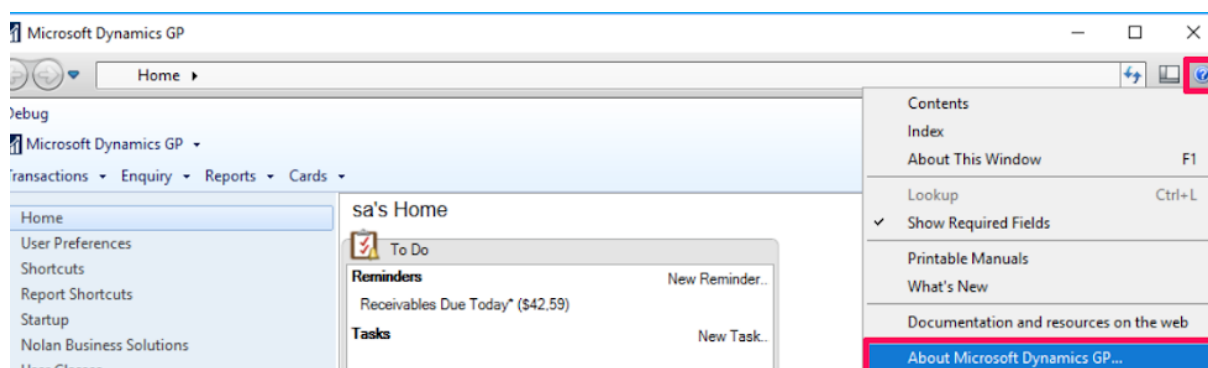 Microsoft Dynamics GP
Home
Debug
Microsoft Dynamics GP
Transactions Enquiry Reports Cards
Home
User Preferences
Shortcuts
Report Shortcuts
Startup
Nolan Business Solutions
sa's Home
To Do
Reminders New Reminder..
Receivables Due Today* ($42,59)
Tasks New Task..
Contents
Index
About This Window F1
Lookup Ctrl+L
Show Required Fields
Printable Manuals
What's New
Documentation and resources on the web
About Microsoft Dynamics GP...